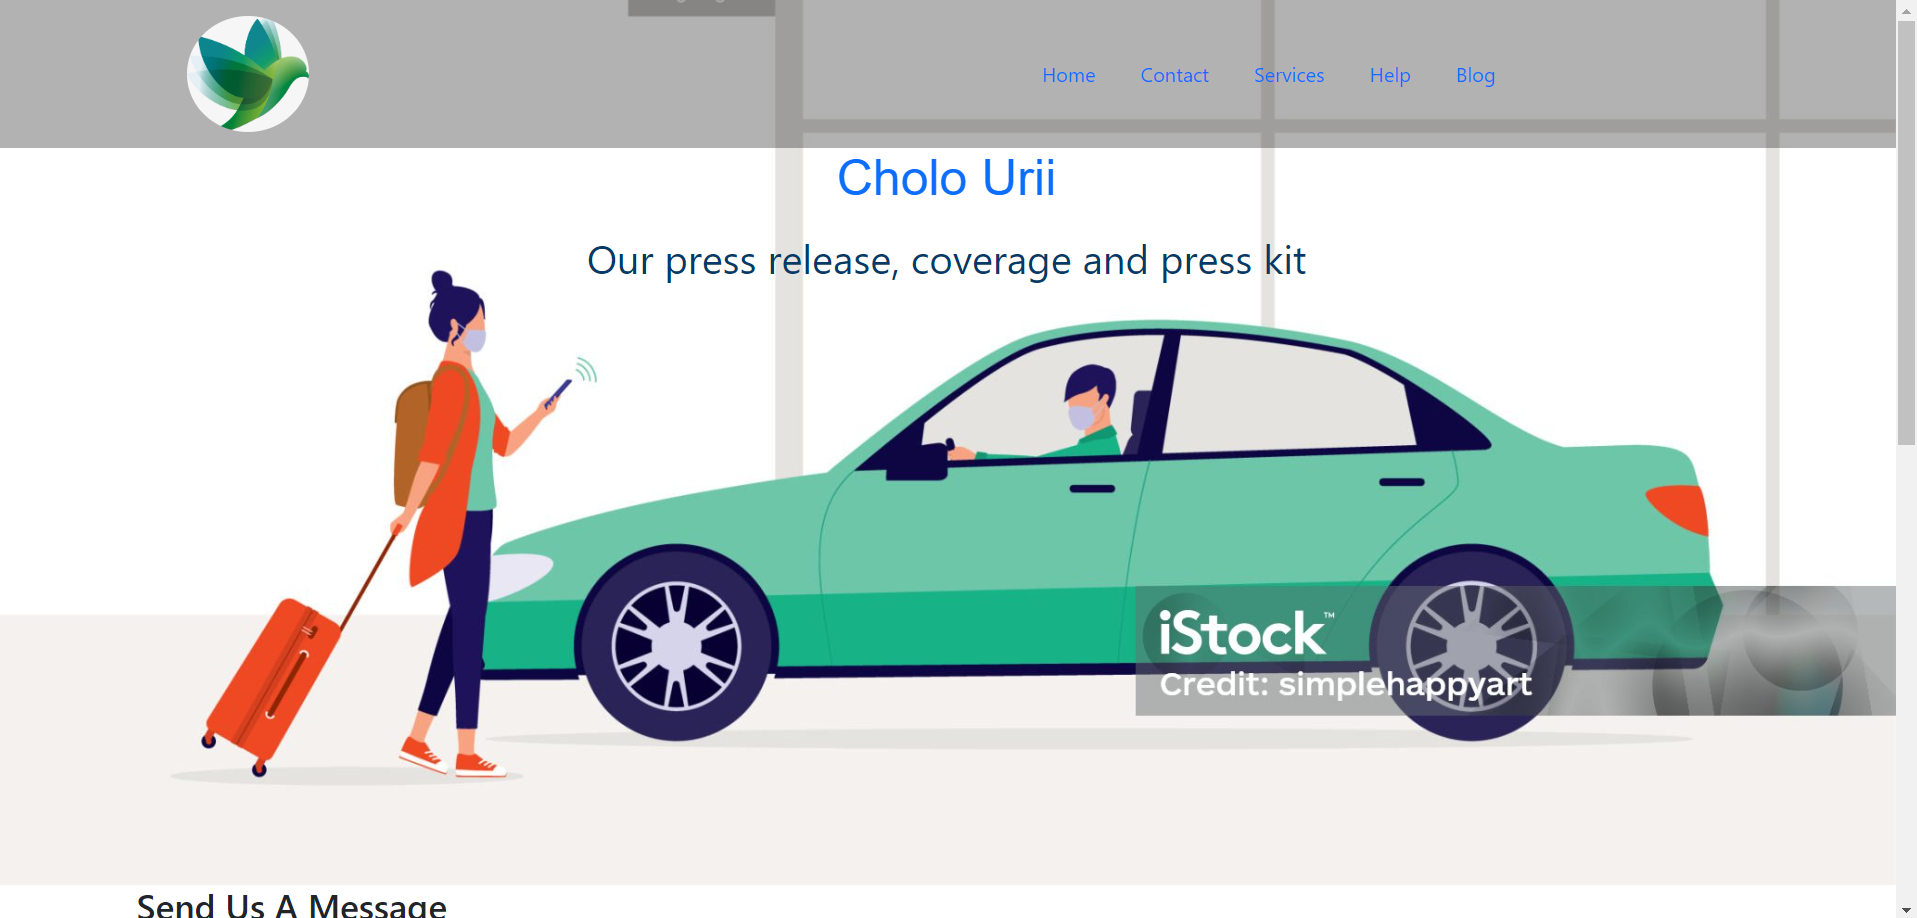 Home Contact Services Help Blog
Cholo Urii
Our press release, coverage and press kit
iStock™
Credit: simplehappyart
Send Us A Message